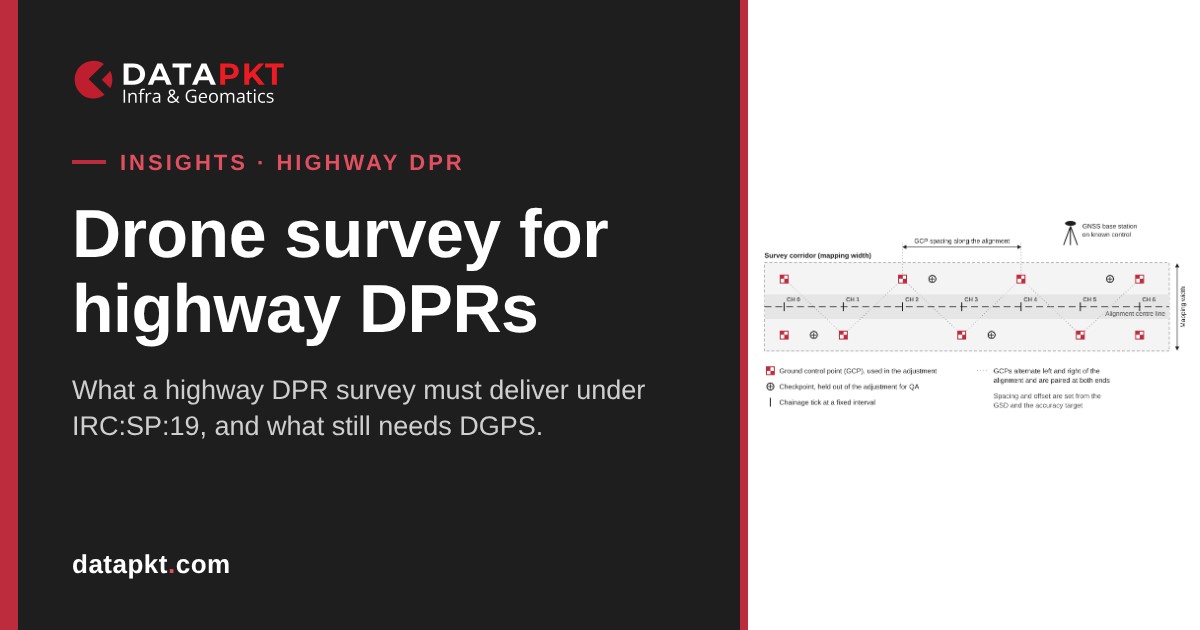 DATAPKT
Infra & Geomatics
INSIGHTS · HIGHWAY DPR
Drone survey for
highway DPRs
What a highway DPR survey must deliver under
IRC:SP:19, and what still needs DGPS.
datapkt.com
GNSS base station
on known control
GCP spacing along the alignment
Survey corridor (mapping width)
CH 0
CH 1
CH 2
CH 3
CH 4
CH 5
CH 6
Alignment centre line
Mapping width
Ground control point (GCP), used in the adjustment
Checkpoint, held out of the adjustment for QA
Chainage tick at a fixed interval
GCPs alternate left and right of the
alignment and are paired at both ends
Spacing and offset are set from the
GSD and the accuracy target